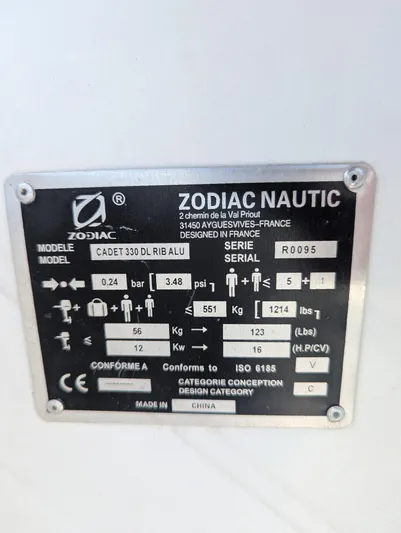 ZODIAC ®
ZODIAC NAUTIC
2 chemin de la Val Priout
31450 AYGUESVIVES-FRANCE
DESIGNED IN FRANCE
MODELE
MODEL
CADET 330 DL RIB ALU
SERIE
SERIAL
R0095
0.24 bar [ 3.48 psi ] + ≤ 5 + 1
+ + + ≤ 551 Kg [ 1214 lbs ]
≤ 56 Kg → 123 (Lbs)
12 Kw → 16 (H.P/CV)
CONFÓRME A Conforms to ISO 6185 V
CE
CATEGORIE CONCEPTION
DESIGN CATEGORY
C
MADE IN CHINA